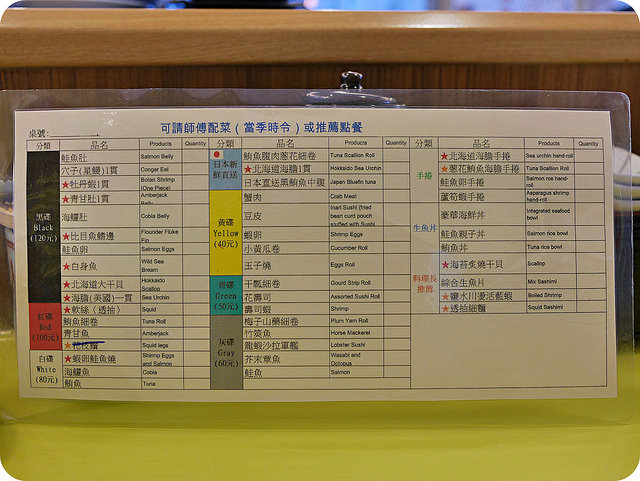 可請師傅配菜(當季時令)或推薦點餐
桌號:
分類 品名 Products Quantity 分類 品名 Products Quantity 分類 品名 Products Quantity
黑碟 Black (120元)
鮭魚肚 Salmon Belly
穴子(星鰻)1貫 Conger Eel
★牡丹蝦1貫 Botan Shrimp (One Piece)
★青甘肚1貫 Amberjack Belly
海鱺肚 Cobia Belly
★比目魚鰭邊 Flounder Fluke Fin
鮭魚卵 Salmon Eggs
★白身魚 Wild Sea Bream
★北海道大干貝 Hokkaido Scallop
★海膽(美國)一貫 Sea Urchin
★軟絲(透抽) Squid
紅碟 Red (100元)
鮪魚細卷 Tuna Roll
青甘魚 Amberjack
Squid legs
白碟 White (80元)
★蝦卵鮭魚燒 Shrimp Eggs and Salmon
海鱺魚 Cobia
鮪魚 Tuna
日本新鮮直送
鮪魚腹肉蔥花細卷 Tuna Scallion Roll
★北海道海膽1貫 Hokkaido Sea Urchin
日本直送黑鮪魚中腹 Japan Bluefin tuna
黃碟 Yellow (40元)
蟹肉 Crab Meat
豆皮 Inari Sushi (fried bean curd pouch stuffed with Sushi
蝦卵 Shrimp Eggs
小黃瓜卷 Cucumber Roll
玉子燒 Eggs Roll
青碟 Green (50元)
干瓢細卷 Gourd Strip Roll
花壽司 Assorted Sushi Roll
壽司蝦 Shrimp
灰碟 Gray (60元)
梅子山藥細卷 Plum Yam Roll
竹筴魚 Horse Mackerel
龍蝦沙拉軍艦 Lobster Sushi
芥末章魚 Wasabi and Octopus
鮭魚 Salmon
手捲
★北海道海膽手捲 Sea urchin hand-roll
★蔥花鮪魚海膽手捲 Tuna Scallion Roll
鮭魚卵手捲 Salmon roe hand-roll
蘆筍蝦手捲 Asparagus shrimp hand-roll
生魚丼
豪華海鮮丼 Integrated seafood bowl
鮭魚親子丼 Salmon rice bowl
鮪魚丼 Tuna rice bowl
料理長推薦
★海苔炙燒干貝 Scallop
綜合生魚片 Mix Sashimi
★鹽水川燙活藍蝦 Boiled Shrimp
★透抽細麵 Squid Sashimi